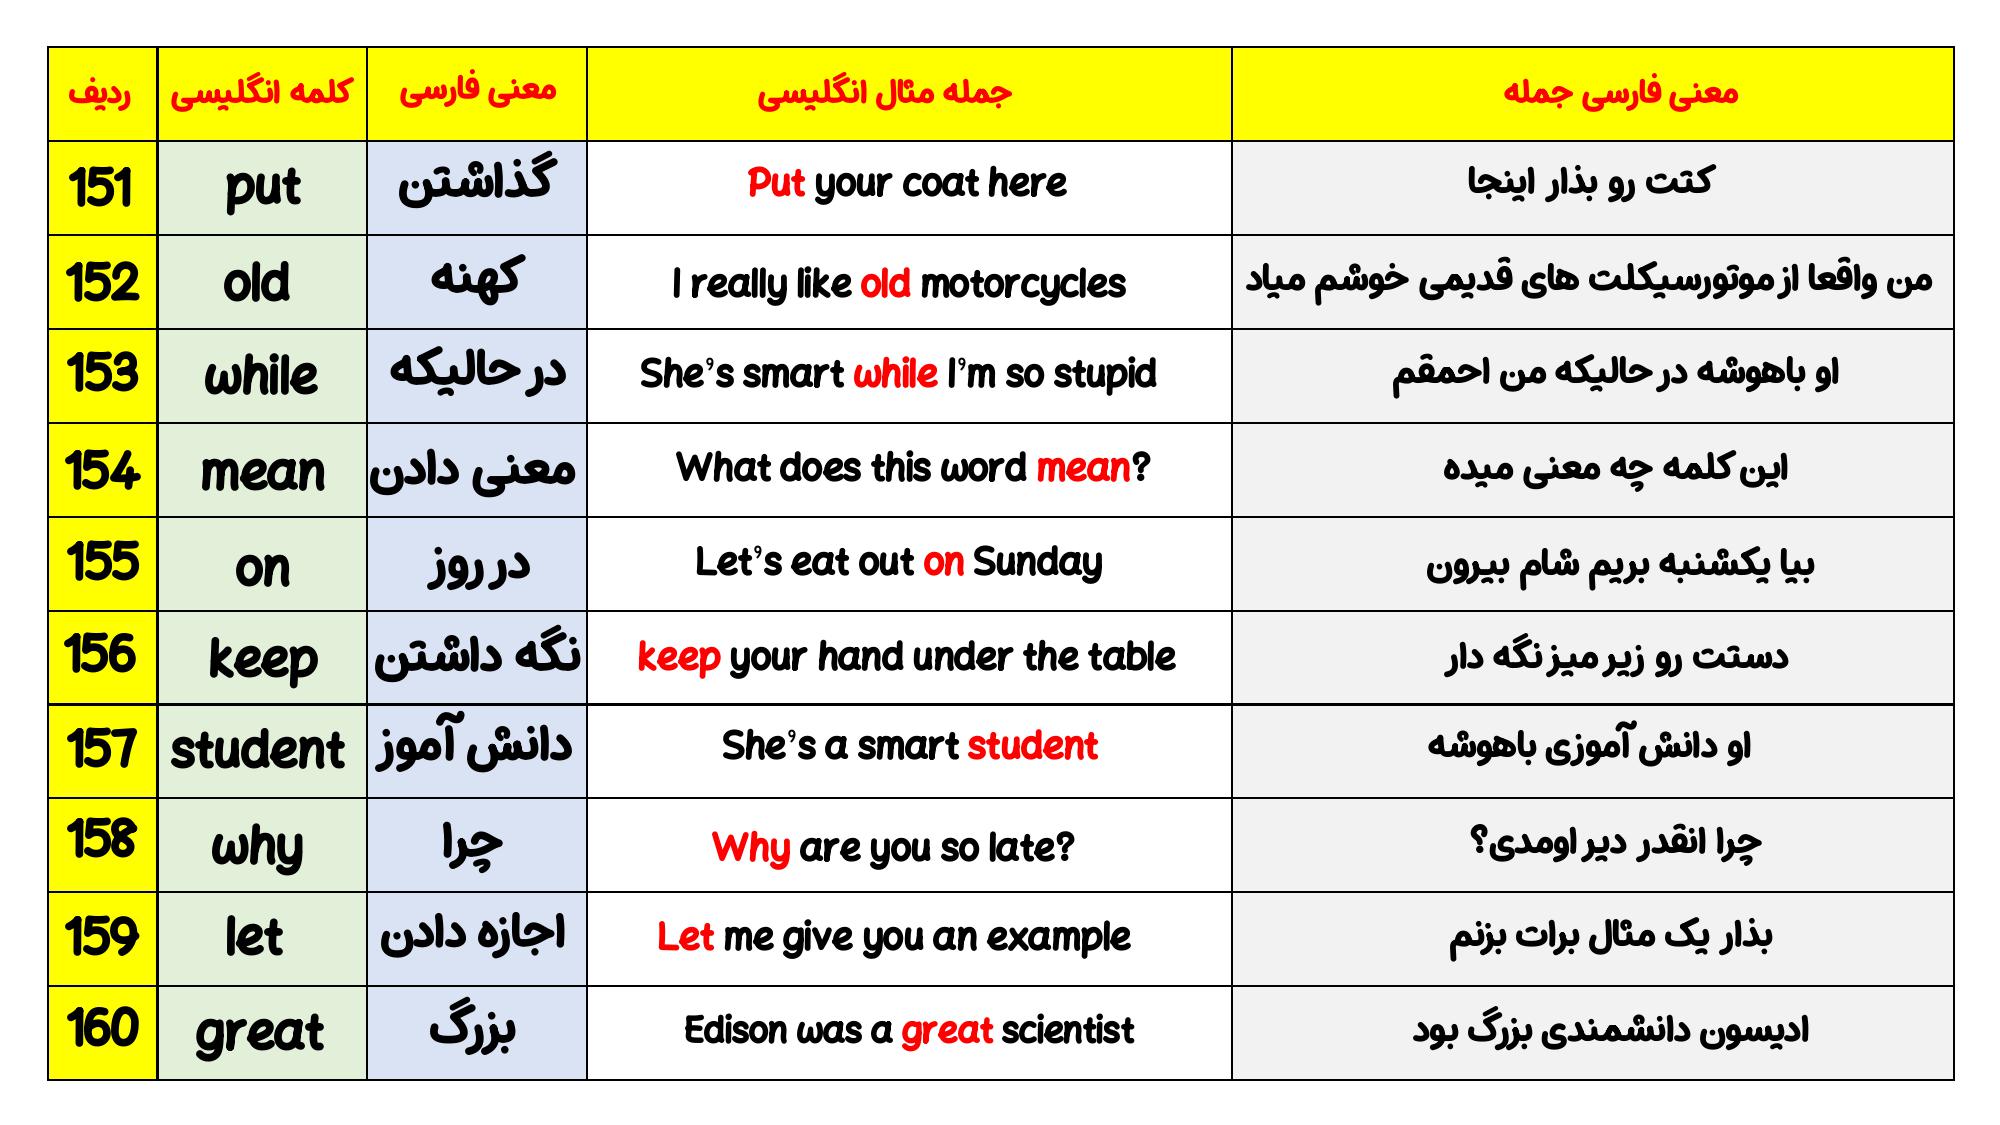 ردیف کلمه انگلیسی معنی فارسی جمله مثال انگلیسی معنی فارسی جمله
151 put گذاشتن Put your coat here کتت رو بذار اینجا
152 old کهنه I really like old motorcycles من واقعا از موتورسیکلت های قدیمی خوشم میاد
153 while در حالیکه She’s smart while I’m so stupid او باهوشه در حالیکه من احمقم
154 mean معنی دادن What does this word mean? این کلمه چه معنی میده
155 on در روز Let’s eat out on Sunday بیا یکشنبه بریم شام بیرون
156 keep نگه داشتن keep your hand under the table دستت رو زیر میز نگه دار
157 student دانش آموز She’s a smart student او دانش آموزی باهوشه
158 why چرا Why are you so late? چرا انقدر دیر اومدی؟
159 let اجازه دادن Let me give you an example بذار یک مثال برات بزنم
160 great بزرگ Edison was a great scientist ادیسون دانشمندی بزرگ بود